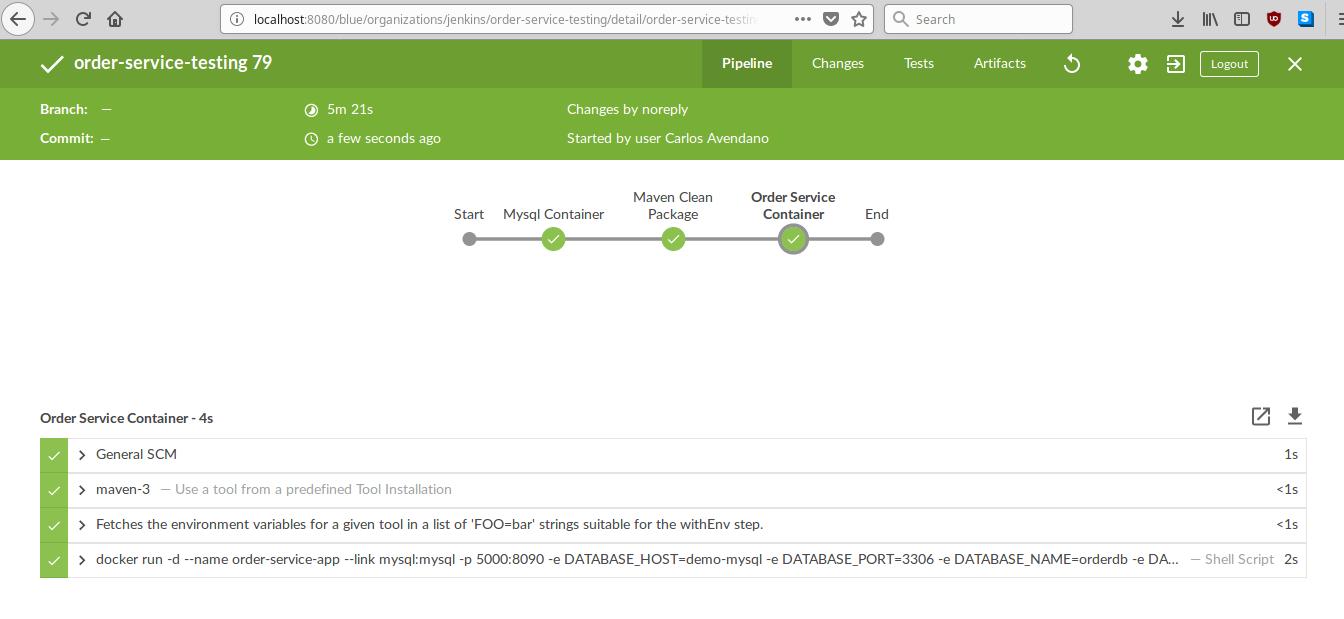 localhost:8080/blue/organizations/jenkins/order-service-testing/detail/order-service-testin
Search
order-service-testing 79
Pipeline
Changes
Tests
Artifacts
Logout
Branch: —
5m 21s
Changes by noreply
Commit: —
a few seconds ago
Started by user Carlos Avendano
Start
Mysql Container
Maven Clean
Package
Order Service
Container
End
Order Service Container - 4s
General SCM
1s
maven-3 — Use a tool from a predefined Tool Installation
<1s
Fetches the environment variables for a given tool in a list of 'FOO=bar' strings suitable for the withEnv step.
<1s
docker run -d --name order-service-app --link mysql:mysql -p 5000:8090 -e DATABASE_HOST=demo-mysql -e DATABASE_PORT=3306 -e DATABASE_NAME=orderdb -e DA... — Shell Script
2s